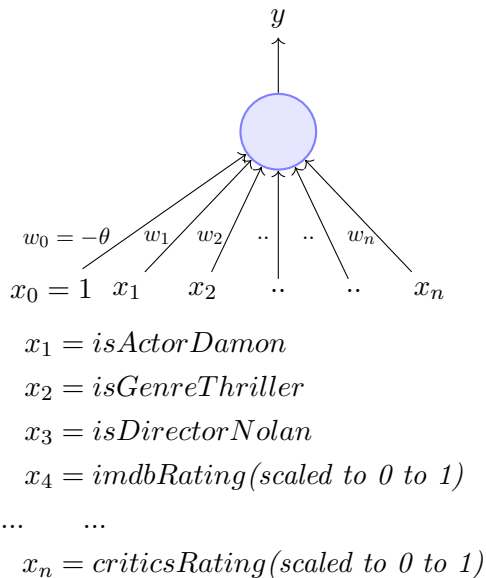 y
w₀ = −θ w₁ w₂ .. .. wₙ
x₀ = 1 x₁ x₂ .. .. xₙ
x₁ = isActorDamon
x₂ = isGenreThriller
x₃ = isDirectorNolan
x₄ = imdbRating(scaled to 0 to 1)
... ...
xₙ = criticsRating(scaled to 0 to 1)